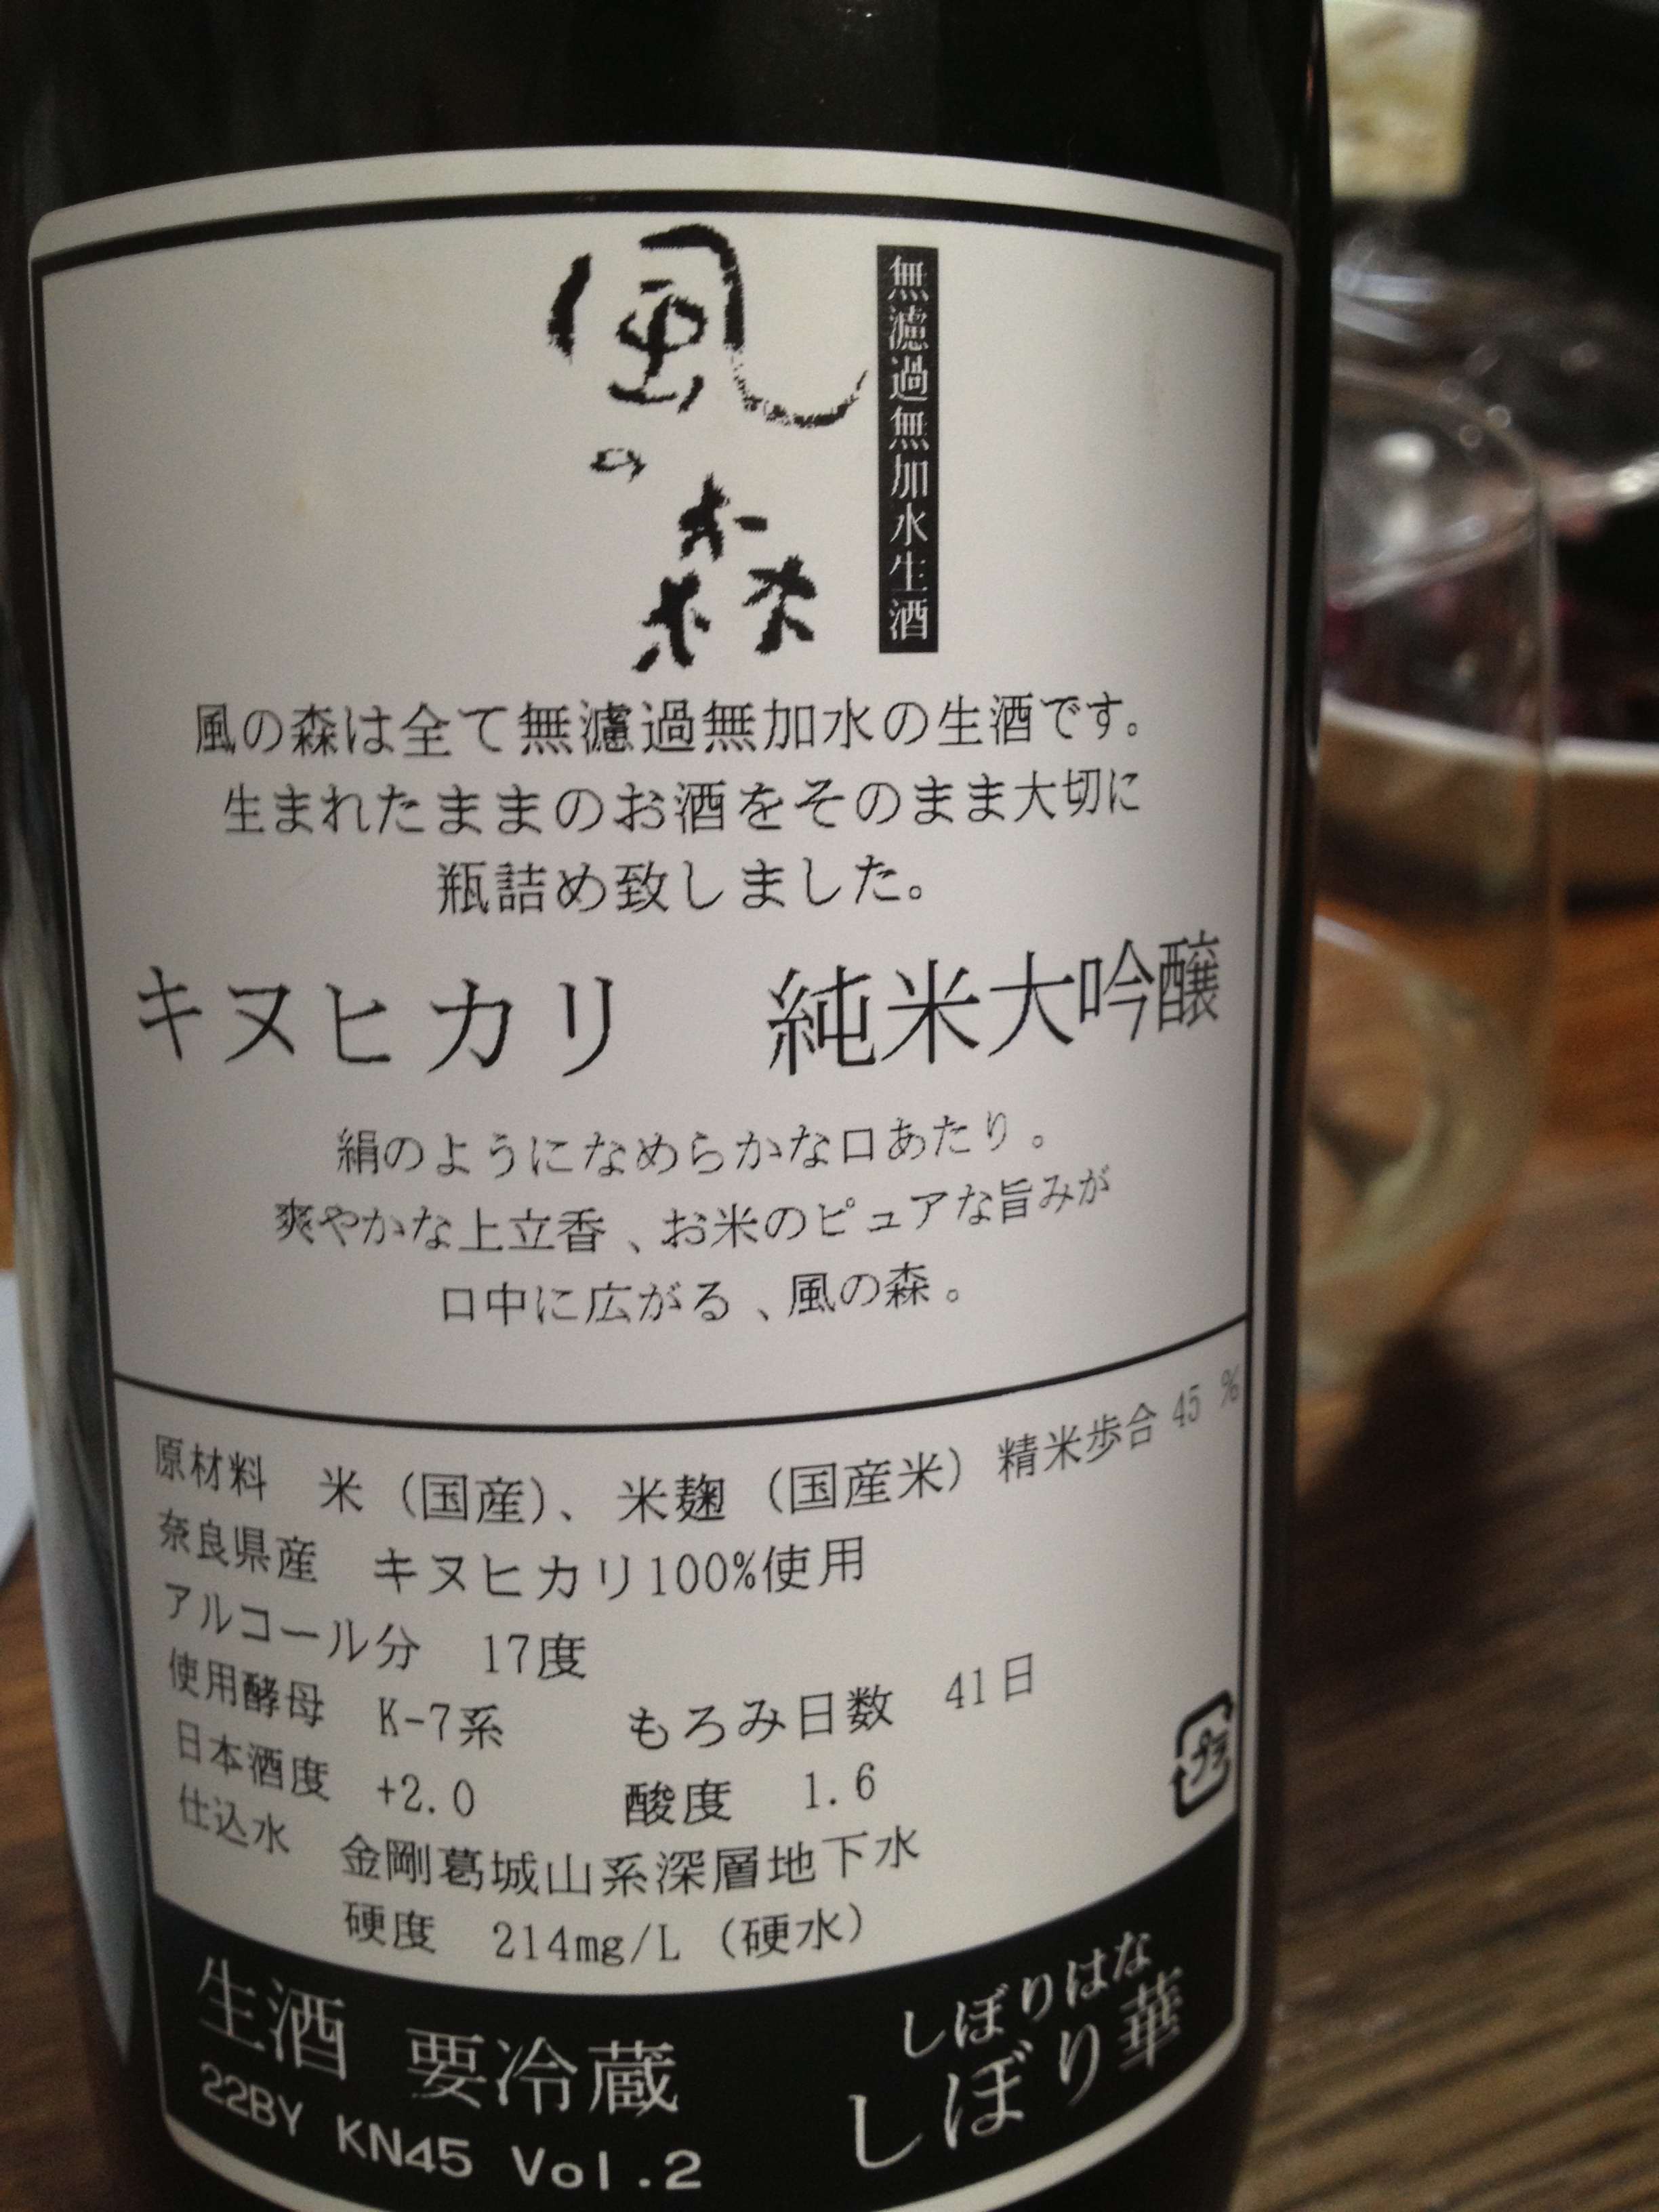 風の森
無濾過無加水生酒
風の森は全て無濾過無加水の生酒です。
生まれたままのお酒をそのまま大切に
瓶詰め致しました。
キヌヒカリ　純米大吟醸
絹のようになめらかな口あたり。
爽やかな上立香、お米のピュアな旨みが
口中に広がる、風の森。
原材料　米（国産）、米麹（国産米）精米歩合 45 %
奈良県産　キヌヒカリ100%使用
アルコール分　17度
使用酵母　K-7系　もろみ日数　41日
日本酒度　+2.0　酸度　1.6
仕込水　金剛葛城山系深層地下水
硬度　214mg/L（硬水）
プラ
生酒　要冷蔵
22BY KN45 Vol.2
しぼりはな
しぼり華